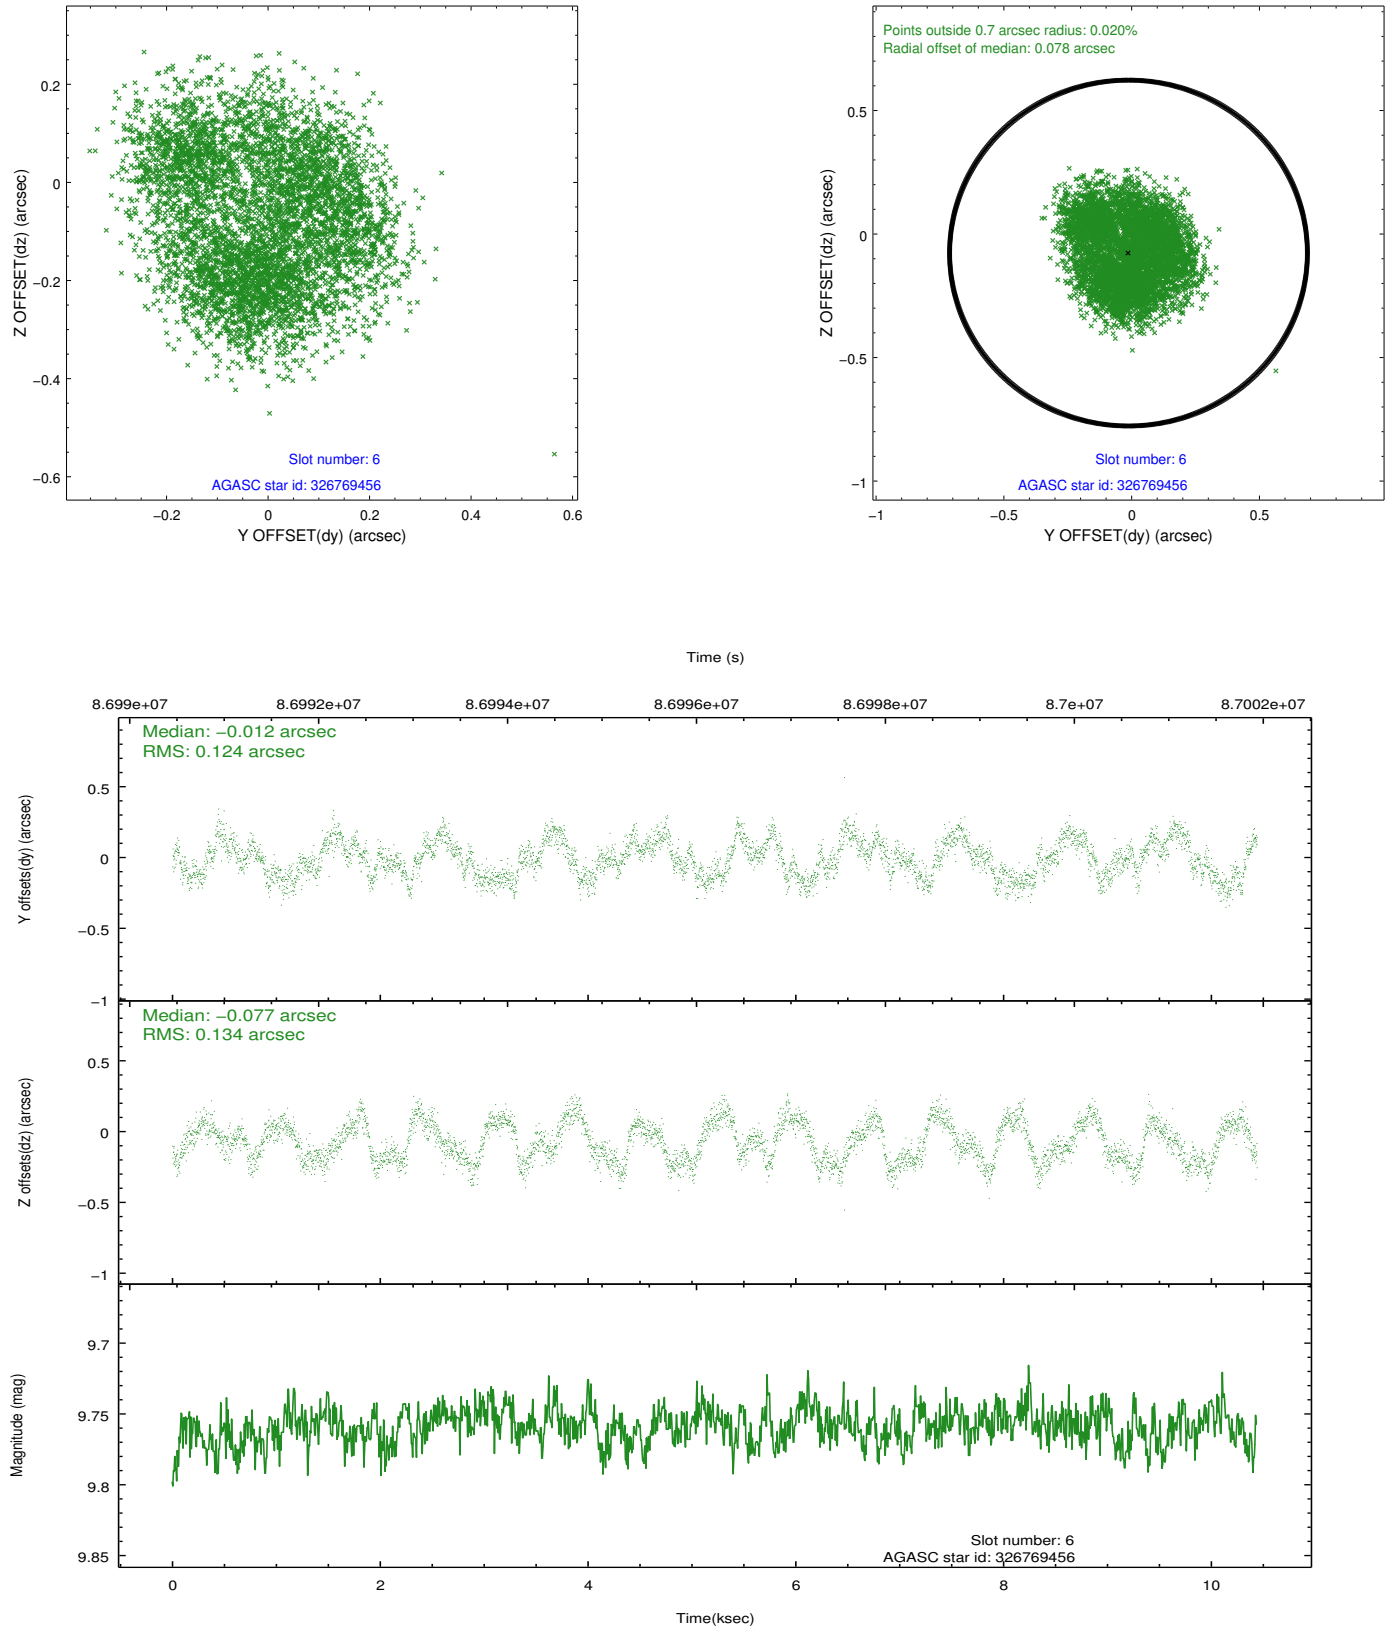 0.2
0
−0.2
−0.4
−0.6
Z OFFSET(dz) (arcsec)
Slot number: 6
AGASC star id: 326769456
−0.2 0 0.2 0.4 0.6
Y OFFSET(dy) (arcsec)
Points outside 0.7 arcsec radius: 0.020%
Radial offset of median: 0.078 arcsec
0.5
0
−0.5
−1
Z OFFSET(dz) (arcsec)
Slot number: 6
AGASC star id: 326769456
−1 −0.5 0 0.5
Y OFFSET(dy) (arcsec)
Time (s)
8.699e+07 8.6992e+07 8.6994e+07 8.6996e+07 8.6998e+07 8.7e+07 8.7002e+07
Median: −0.012 arcsec
RMS: 0.124 arcsec
0.5
0
−0.5
−1
Y offsets(dy) (arcsec)
Median: −0.077 arcsec
RMS: 0.134 arcsec
0.5
0
−0.5
−1
Z offsets(dz) (arcsec)
9.7
9.75
9.8
9.85
Magnitude (mag)
Slot number: 6
AGASC star id: 326769456
0 2 4 6 8 10
Time(ksec)